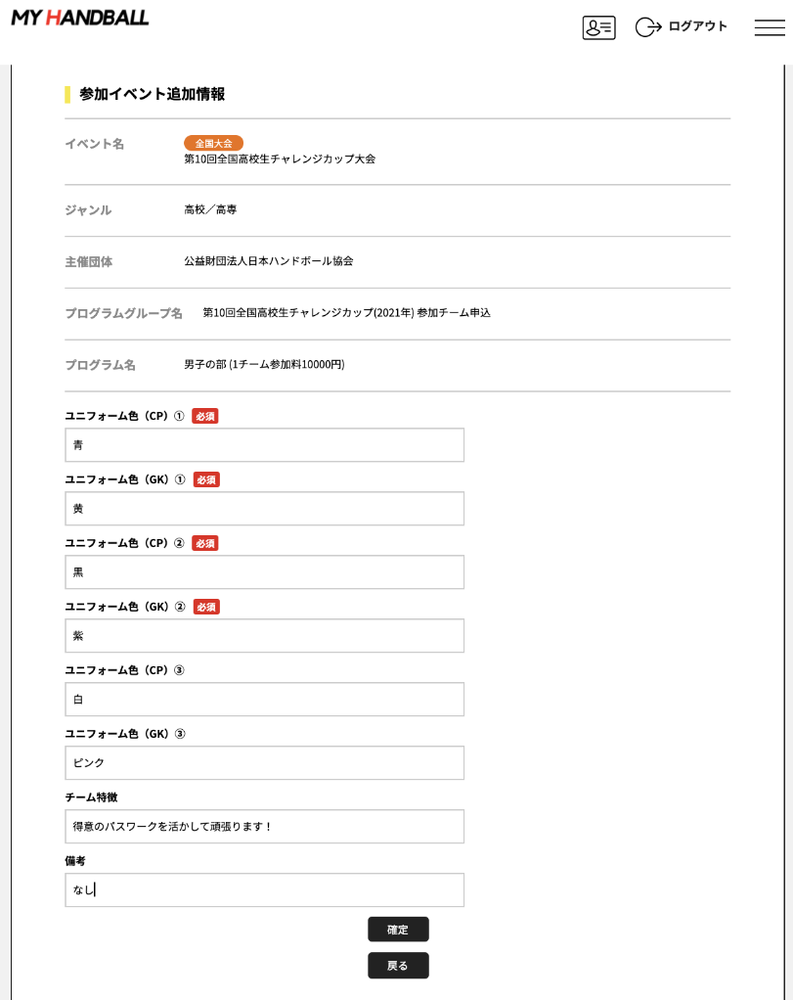 MY HANDBALL
ログアウト
参加イベント追加情報
イベント名
全国大会
第10回全国高校生チャレンジカップ大会
ジャンル
高校／高専
主催団体
公益財団法人日本ハンドボール協会
プログラムグループ名
第10回全国高校生チャレンジカップ(2021年) 参加チーム申込
プログラム名
男子の部 (1チーム参加料10000円)
ユニフォーム色（CP）① 必須
青
ユニフォーム色（GK）① 必須
黄
ユニフォーム色（CP）② 必須
黒
ユニフォーム色（GK）② 必須
紫
ユニフォーム色（CP）③
白
ユニフォーム色（GK）③
ピンク
チーム特徴
得意のパスワークを活かして頑張ります！
備考
なし
確定
戻る